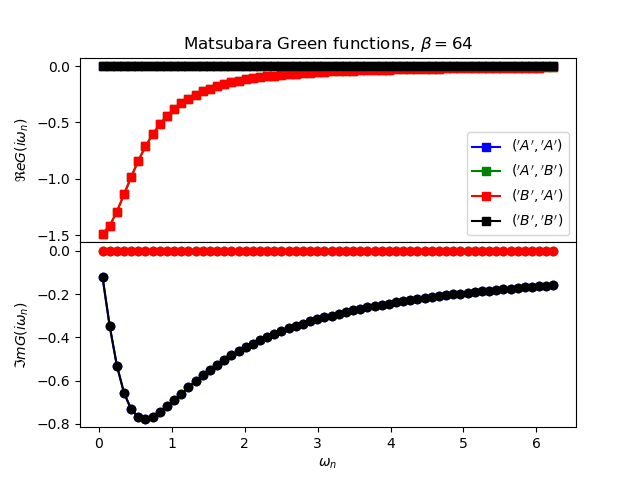 Matsubara Green functions, β = 64
ℜeG(iωₙ)
0.0
−0.5
−1.0
−1.5
('A', 'A')
('A', 'B')
('B', 'A')
('B', 'B')
ℑmG(iωₙ)
0.0
−0.2
−0.4
−0.6
−0.8
0 1 2 3 4 5 6
ωₙ